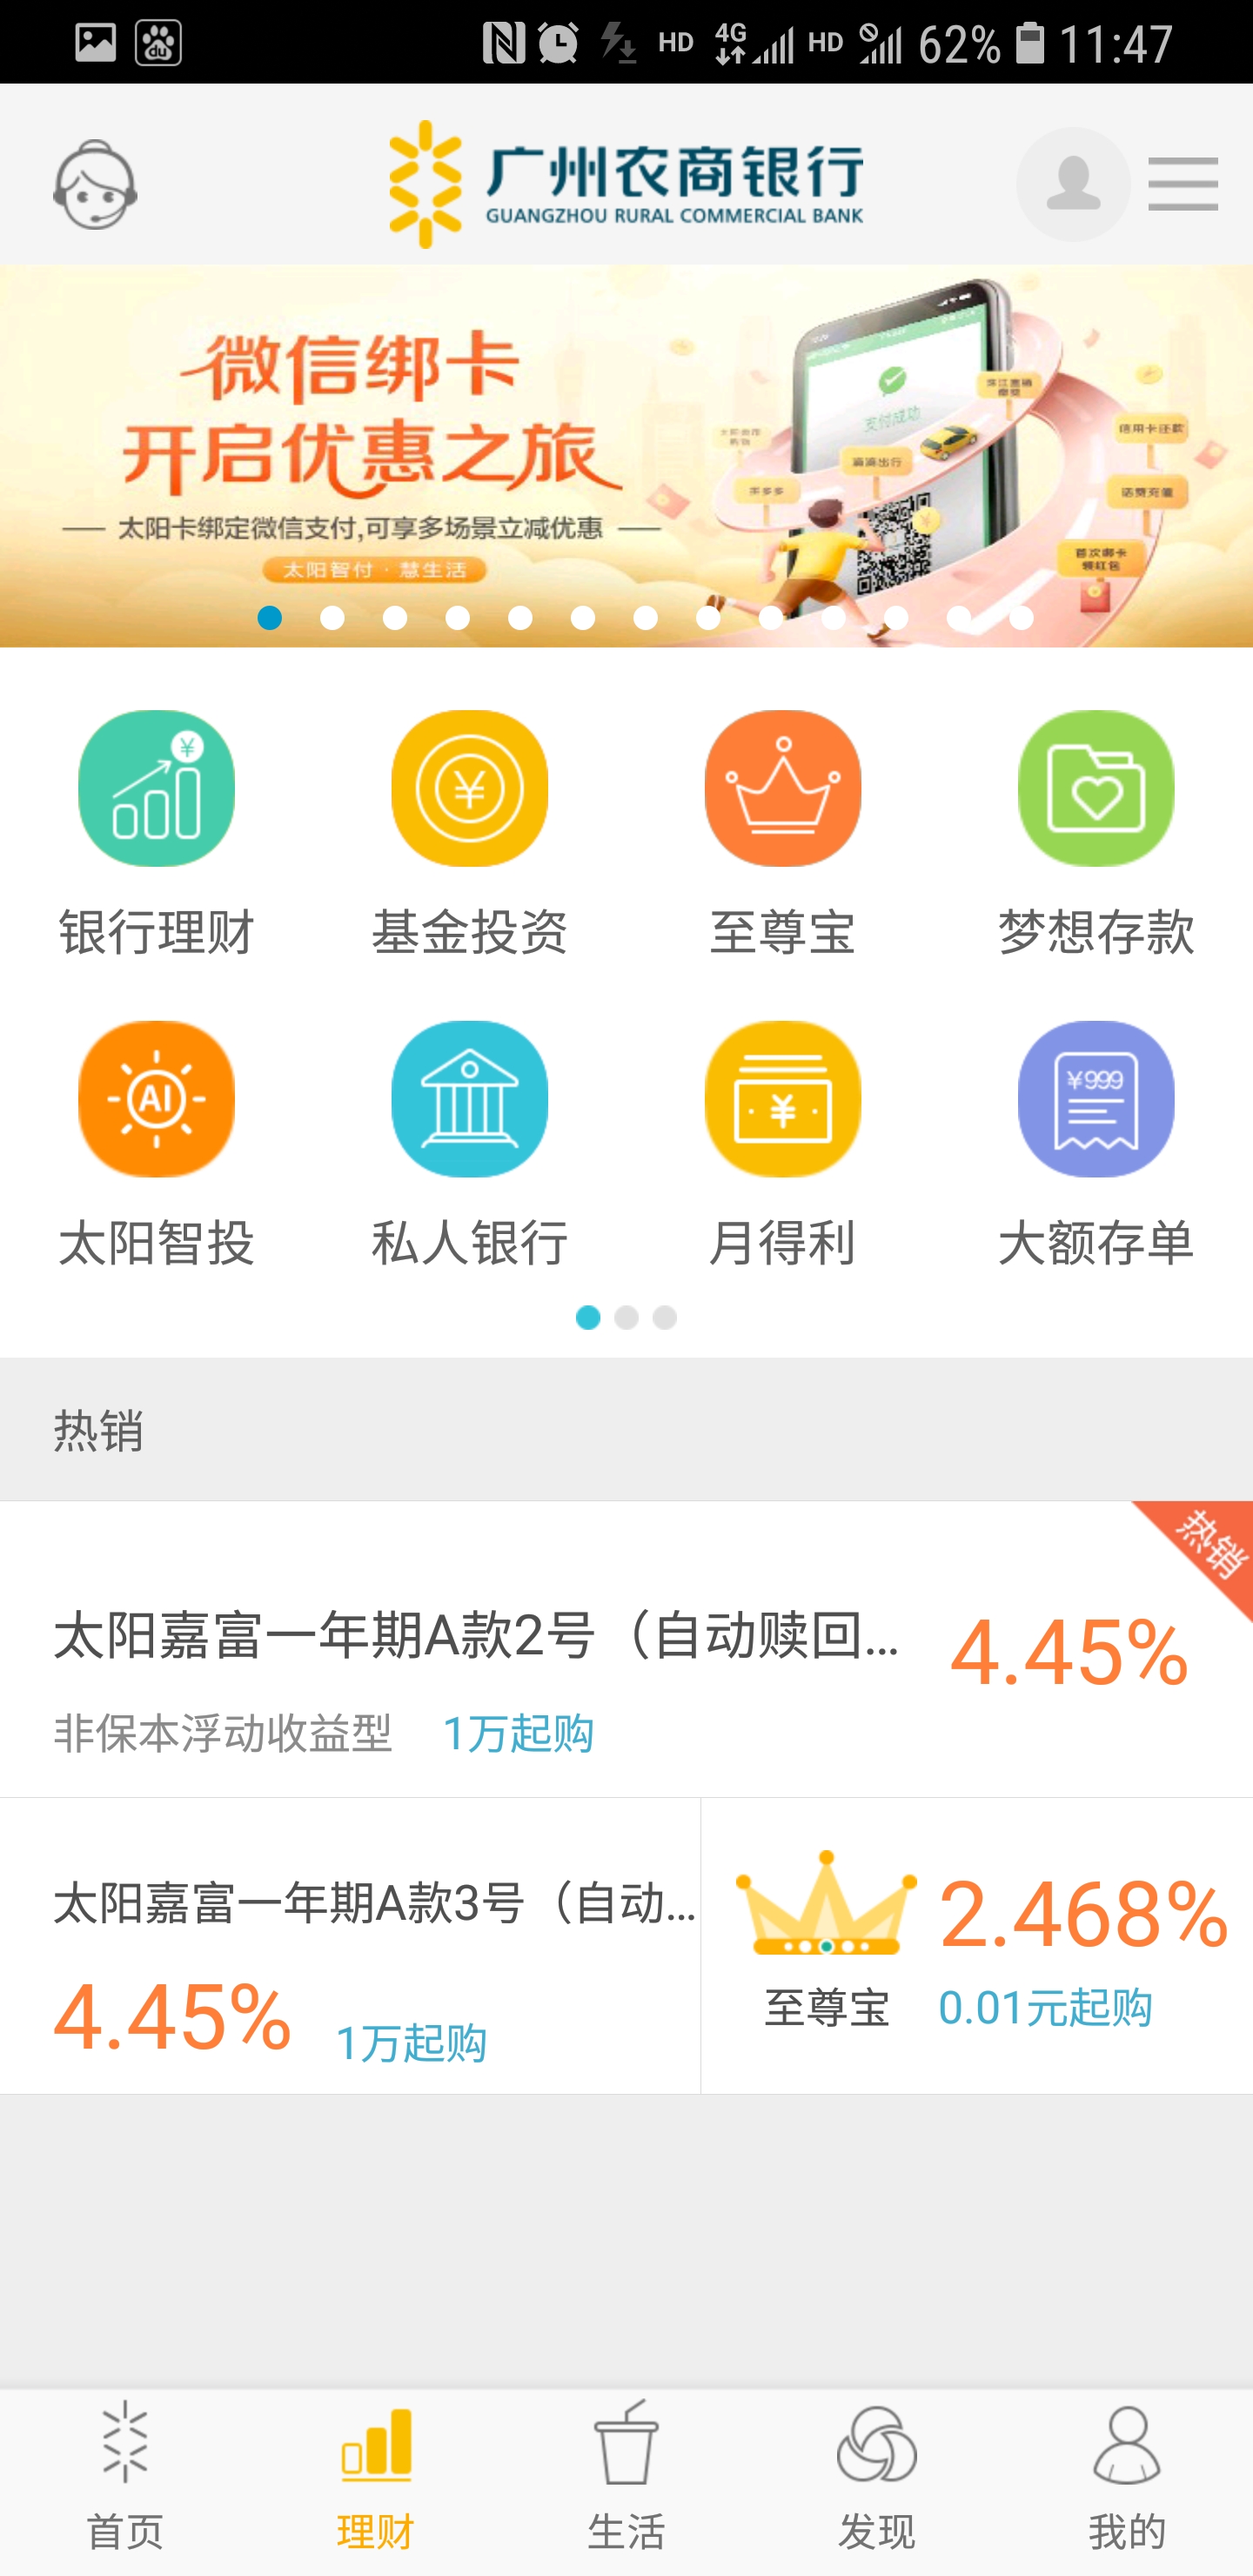 du HD 4G HD 62% 11:47
广州农商银行
GUANGZHOU RURAL COMMERCIAL BANK
微信绑卡
开启优惠之旅
太阳卡绑定微信支付,可享多场景立减优惠
太阳智付·慧生活
支付成功
滴滴出行
拼多多
信用卡还款
话费充值
首次绑卡
领红包
银行理财 基金投资 至尊宝 梦想存款
AI ¥999
太阳智投 私人银行 月得利 大额存单
热销
热销
太阳嘉富一年期A款2号（自动赎回... 4.45%
非保本浮动收益型 1万起购
太阳嘉富一年期A款3号（自动...
4.45% 1万起购
2.468%
至尊宝 0.01元起购
首页 理财 生活 发现 我的